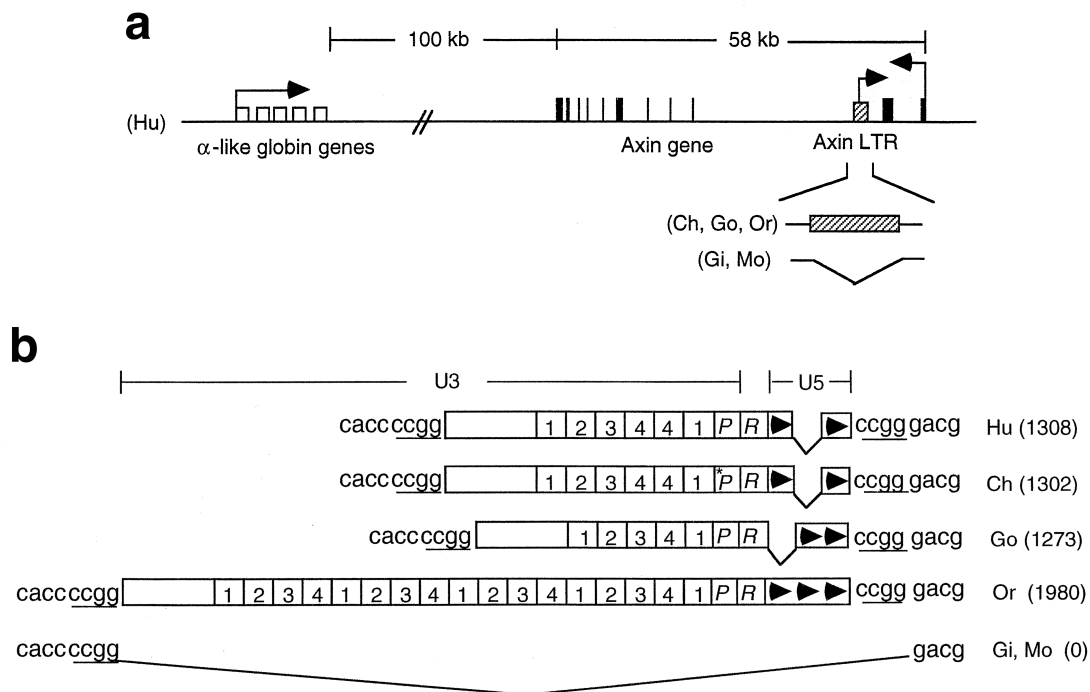 a
100 kb
58 kb
(Hu)
α-like globin genes
Axin gene
Axin LTR
(Ch, Go, Or)
(Gi, Mo)
b
U3
U5
cacc ccgg 1 2 3 4 4 1 P R ccgg gacg Hu (1308)
cacc ccgg 1 2 3 4 4 1 *P R ccgg gacg Ch (1302)
cacc ccgg 1 2 3 4 1 P R ccgg gacg Go (1273)
cacc ccgg 1 2 3 4 1 2 3 4 1 2 3 4 1 2 3 4 1 P R ccgg gacg Or (1980)
cacc ccgg gacg Gi, Mo (0)